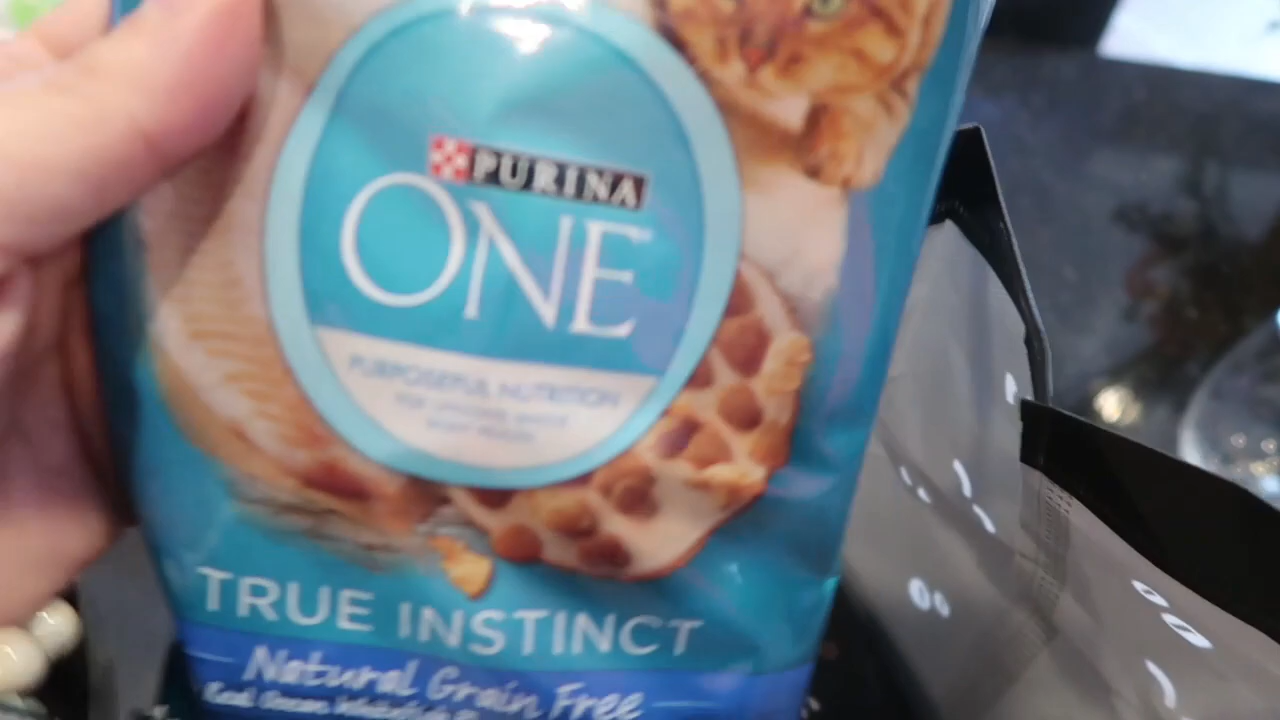 PURINA
ONE
PURPOSEFUL NUTRITION
TRUE INSTINCT
Natural Grain Free